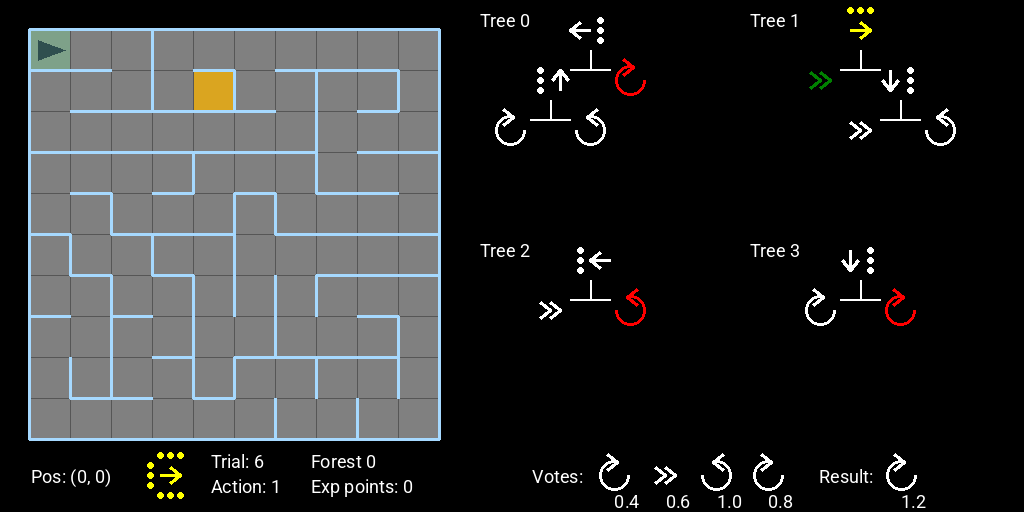 Tree 0
Tree 1
Tree 2
Tree 3
Pos: (0, 0)
Trial: 6
Forest 0
Action: 1
Exp points: 0
Votes:
0.4
0.6
1.0
0.8
Result:
1.2